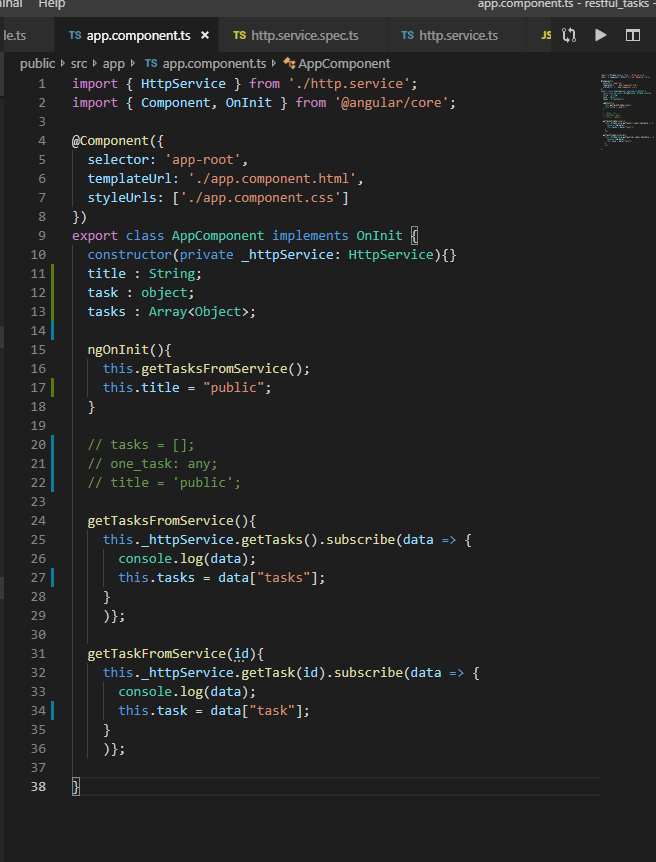 Help
app.component.ts - restful_tasks -
le.ts
TS app.component.ts ×
TS http.service.spec.ts
TS http.service.ts
JS
public › src › app › TS app.component.ts › AppComponent
1 import { HttpService } from './http.service';
2 import { Component, OnInit } from '@angular/core';
3
4 @Component({
5   selector: 'app-root',
6   templateUrl: './app.component.html',
7   styleUrls: ['./app.component.css']
8 })
9 export class AppComponent implements OnInit {
10   constructor(private _httpService: HttpService){}
11   title : String;
12   task : object;
13   tasks : Array<Object>;
14
15   ngOnInit(){
16     this.getTasksFromService();
17     this.title = "public";
18   }
19
20   // tasks = [];
21   // one_task: any;
22   // title = 'public';
23
24   getTasksFromService(){
25     this._httpService.getTasks().subscribe(data => {
26       console.log(data);
27       this.tasks = data["tasks"];
28     }
29     )};
30
31   getTaskFromService(id){
32     this._httpService.getTask(id).subscribe(data => {
33       console.log(data);
34       this.task = data["task"];
35     }
36     )};
37
38 }